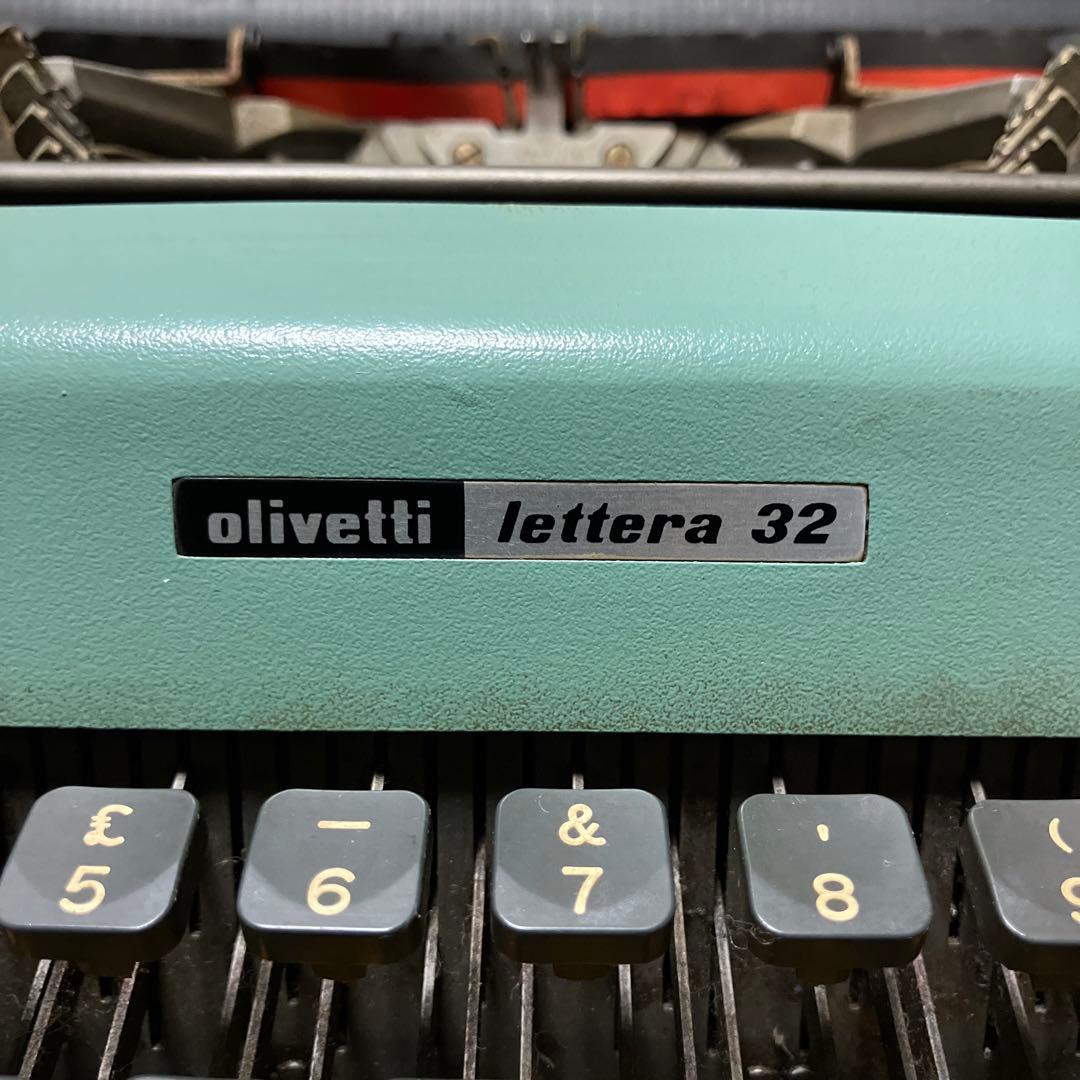 olivetti lettera 32
£ _ & ' (
5 6 7 8 9